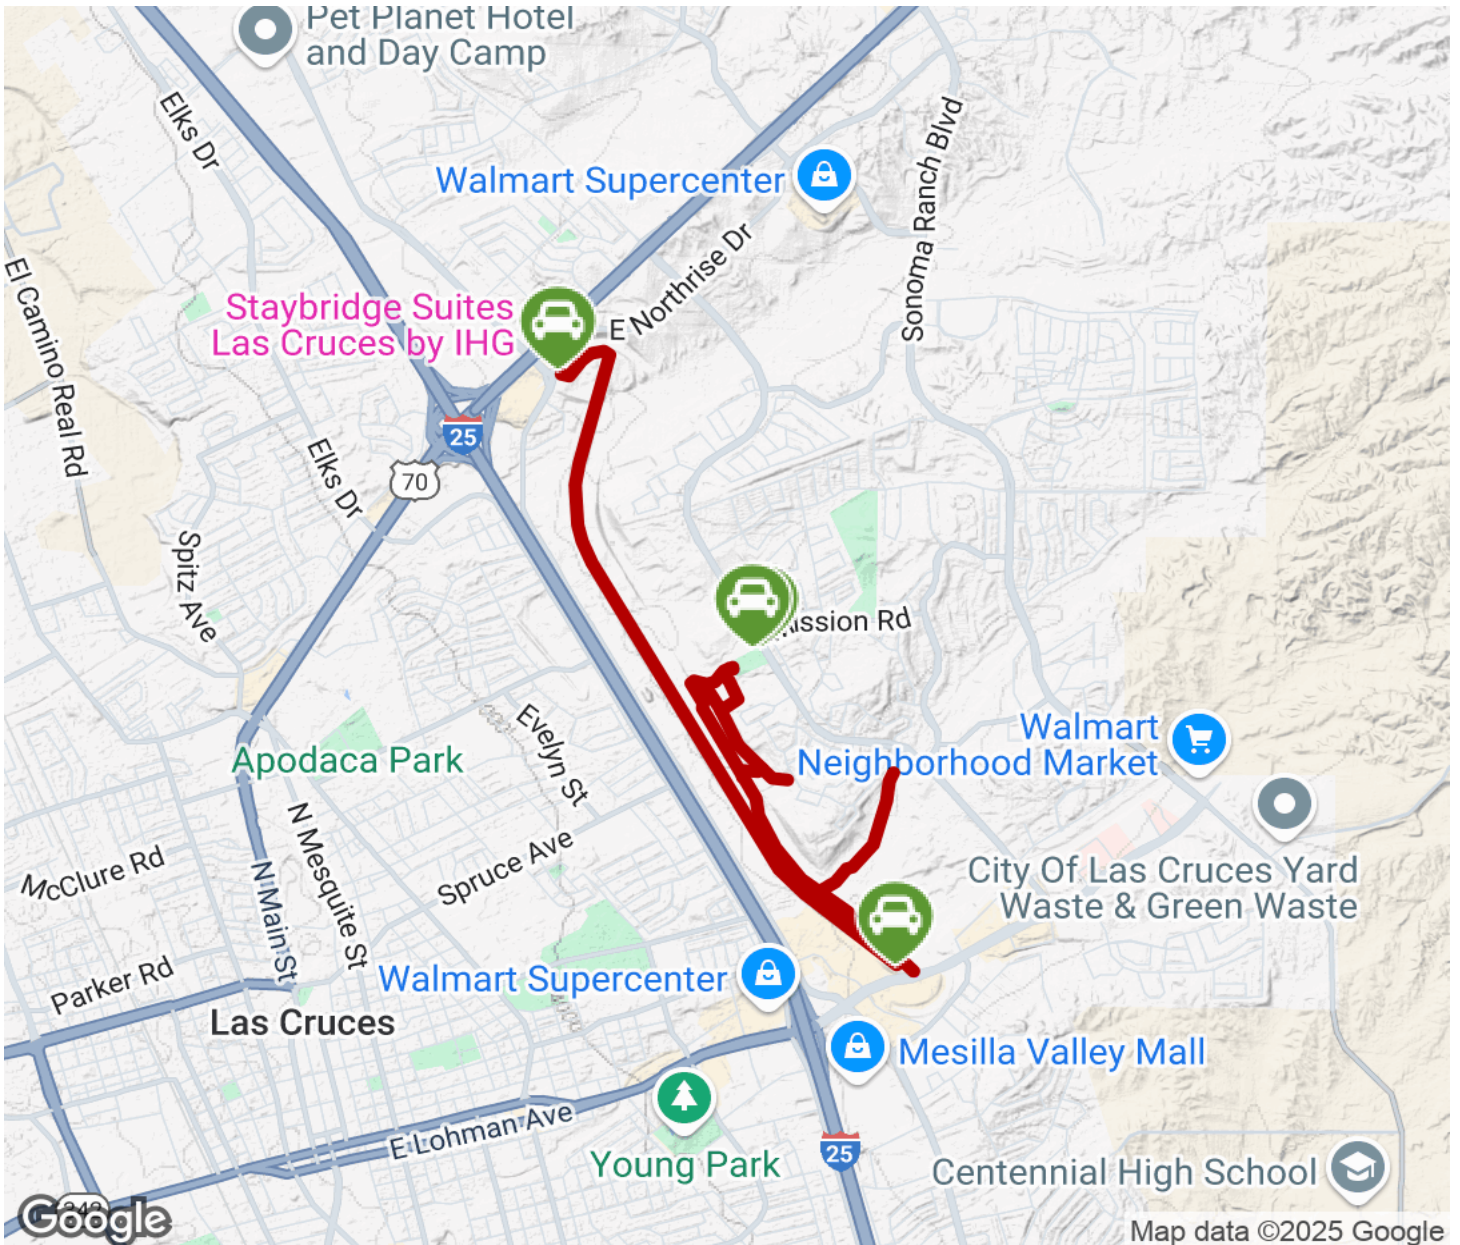 Pet Planet Hotel
and Day Camp
Elks Dr
Walmart Supercenter
Sonoma Ranch Blvd
E Northrise Dr
El Camino Real Rd
Staybridge Suites
Las Cruces by IHG
25
70
Elks Dr
Spitz Ave
ission Rd
Evelyn St
Walmart
Neighborhood Market
Apodaca Park
N Mesquite St
Spruce Ave
McClure Rd
N Main St
City Of Las Cruces Yard
Waste & Green Waste
Parker Rd
Walmart Supercenter
Las Cruces
Mesilla Valley Mall
E Lohman Ave
Young Park
25
Centennial High School
342
Google
Map data ©2025 Google